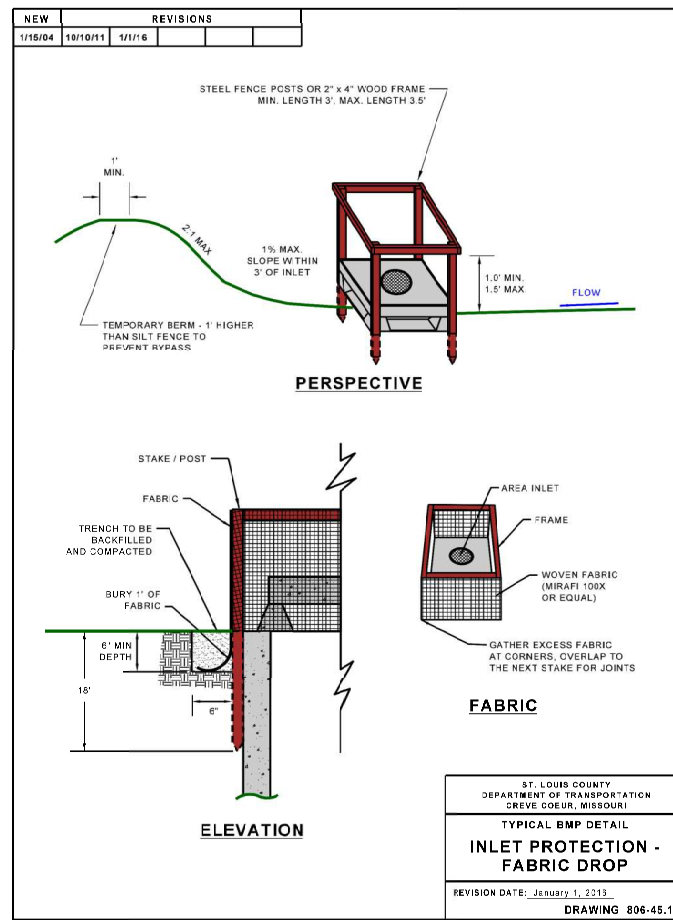 NEW REVISIONS
1/15/04 10/10/11 1/1/16
STEEL FENCE POSTS OR 2" x 4" WOOD FRAME
MIN. LENGTH 3', MAX. LENGTH 3.5'
1'
MIN.
2:1 MAX
1% MAX.
SLOPE WITHIN
3' OF INLET
1.0' MIN.
1.5' MAX.
FLOW
TEMPORARY BERM - 1' HIGHER
THAN SILT FENCE TO
PREVENT BYPASS
PERSPECTIVE
STAKE / POST
FABRIC
TRENCH TO BE
BACKFILLED
AND COMPACTED
BURY 1' OF
FABRIC
6' MIN
DEPTH
18'
6"
ELEVATION
AREA INLET
FRAME
WOVEN FABRIC
(MIRAFI 100X
OR EQUAL)
GATHER EXCESS FABRIC
AT CORNERS, OVERLAP TO
THE NEXT STAKE FOR JOINTS
FABRIC
ST. LOUIS COUNTY
DEPARTMENT OF TRANSPORTATION
CREVE COEUR, MISSOURI
TYPICAL BMP DETAIL
INLET PROTECTION -
FABRIC DROP
REVISION DATE: January 1, 2016
DRAWING 806-45.1